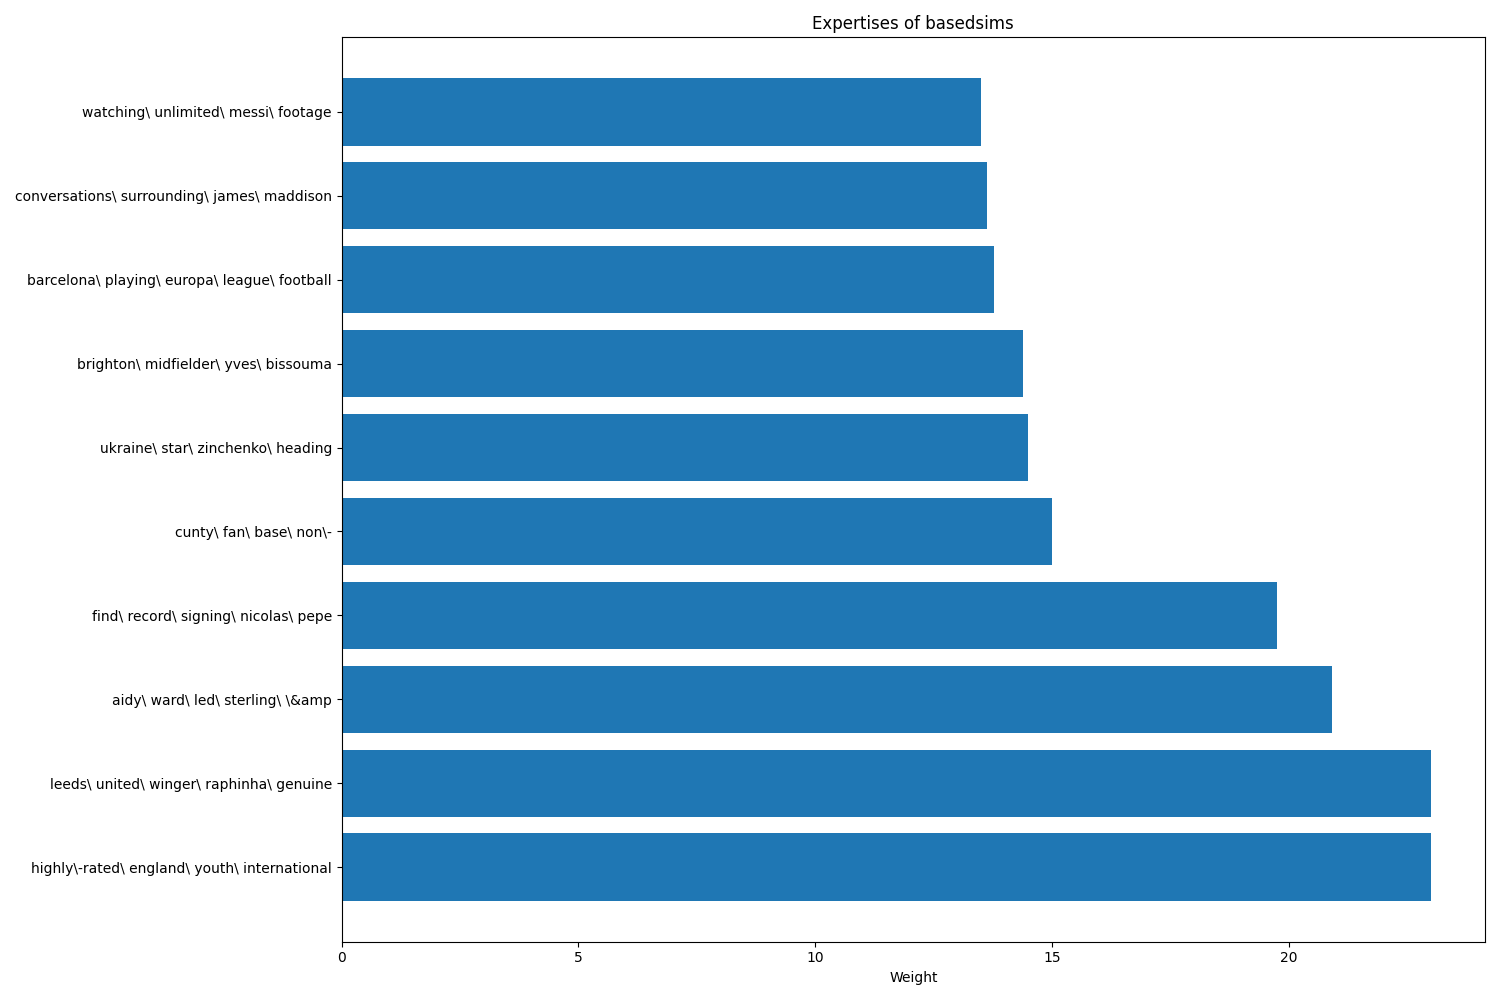 Expertises of basedsims
watching\ unlimited\ messi\ footage
conversations\ surrounding\ james\ maddison
barcelona\ playing\ europa\ league\ football
brighton\ midfielder\ yves\ bissouma
ukraine\ star\ zinchenko\ heading
cunty\ fan\ base\ non\-
find\ record\ signing\ nicolas\ pepe
aidy\ ward\ led\ sterling\ \&amp
leeds\ united\ winger\ raphinha\ genuine
highly\-rated\ england\ youth\ international
0 5 10 15 20
Weight